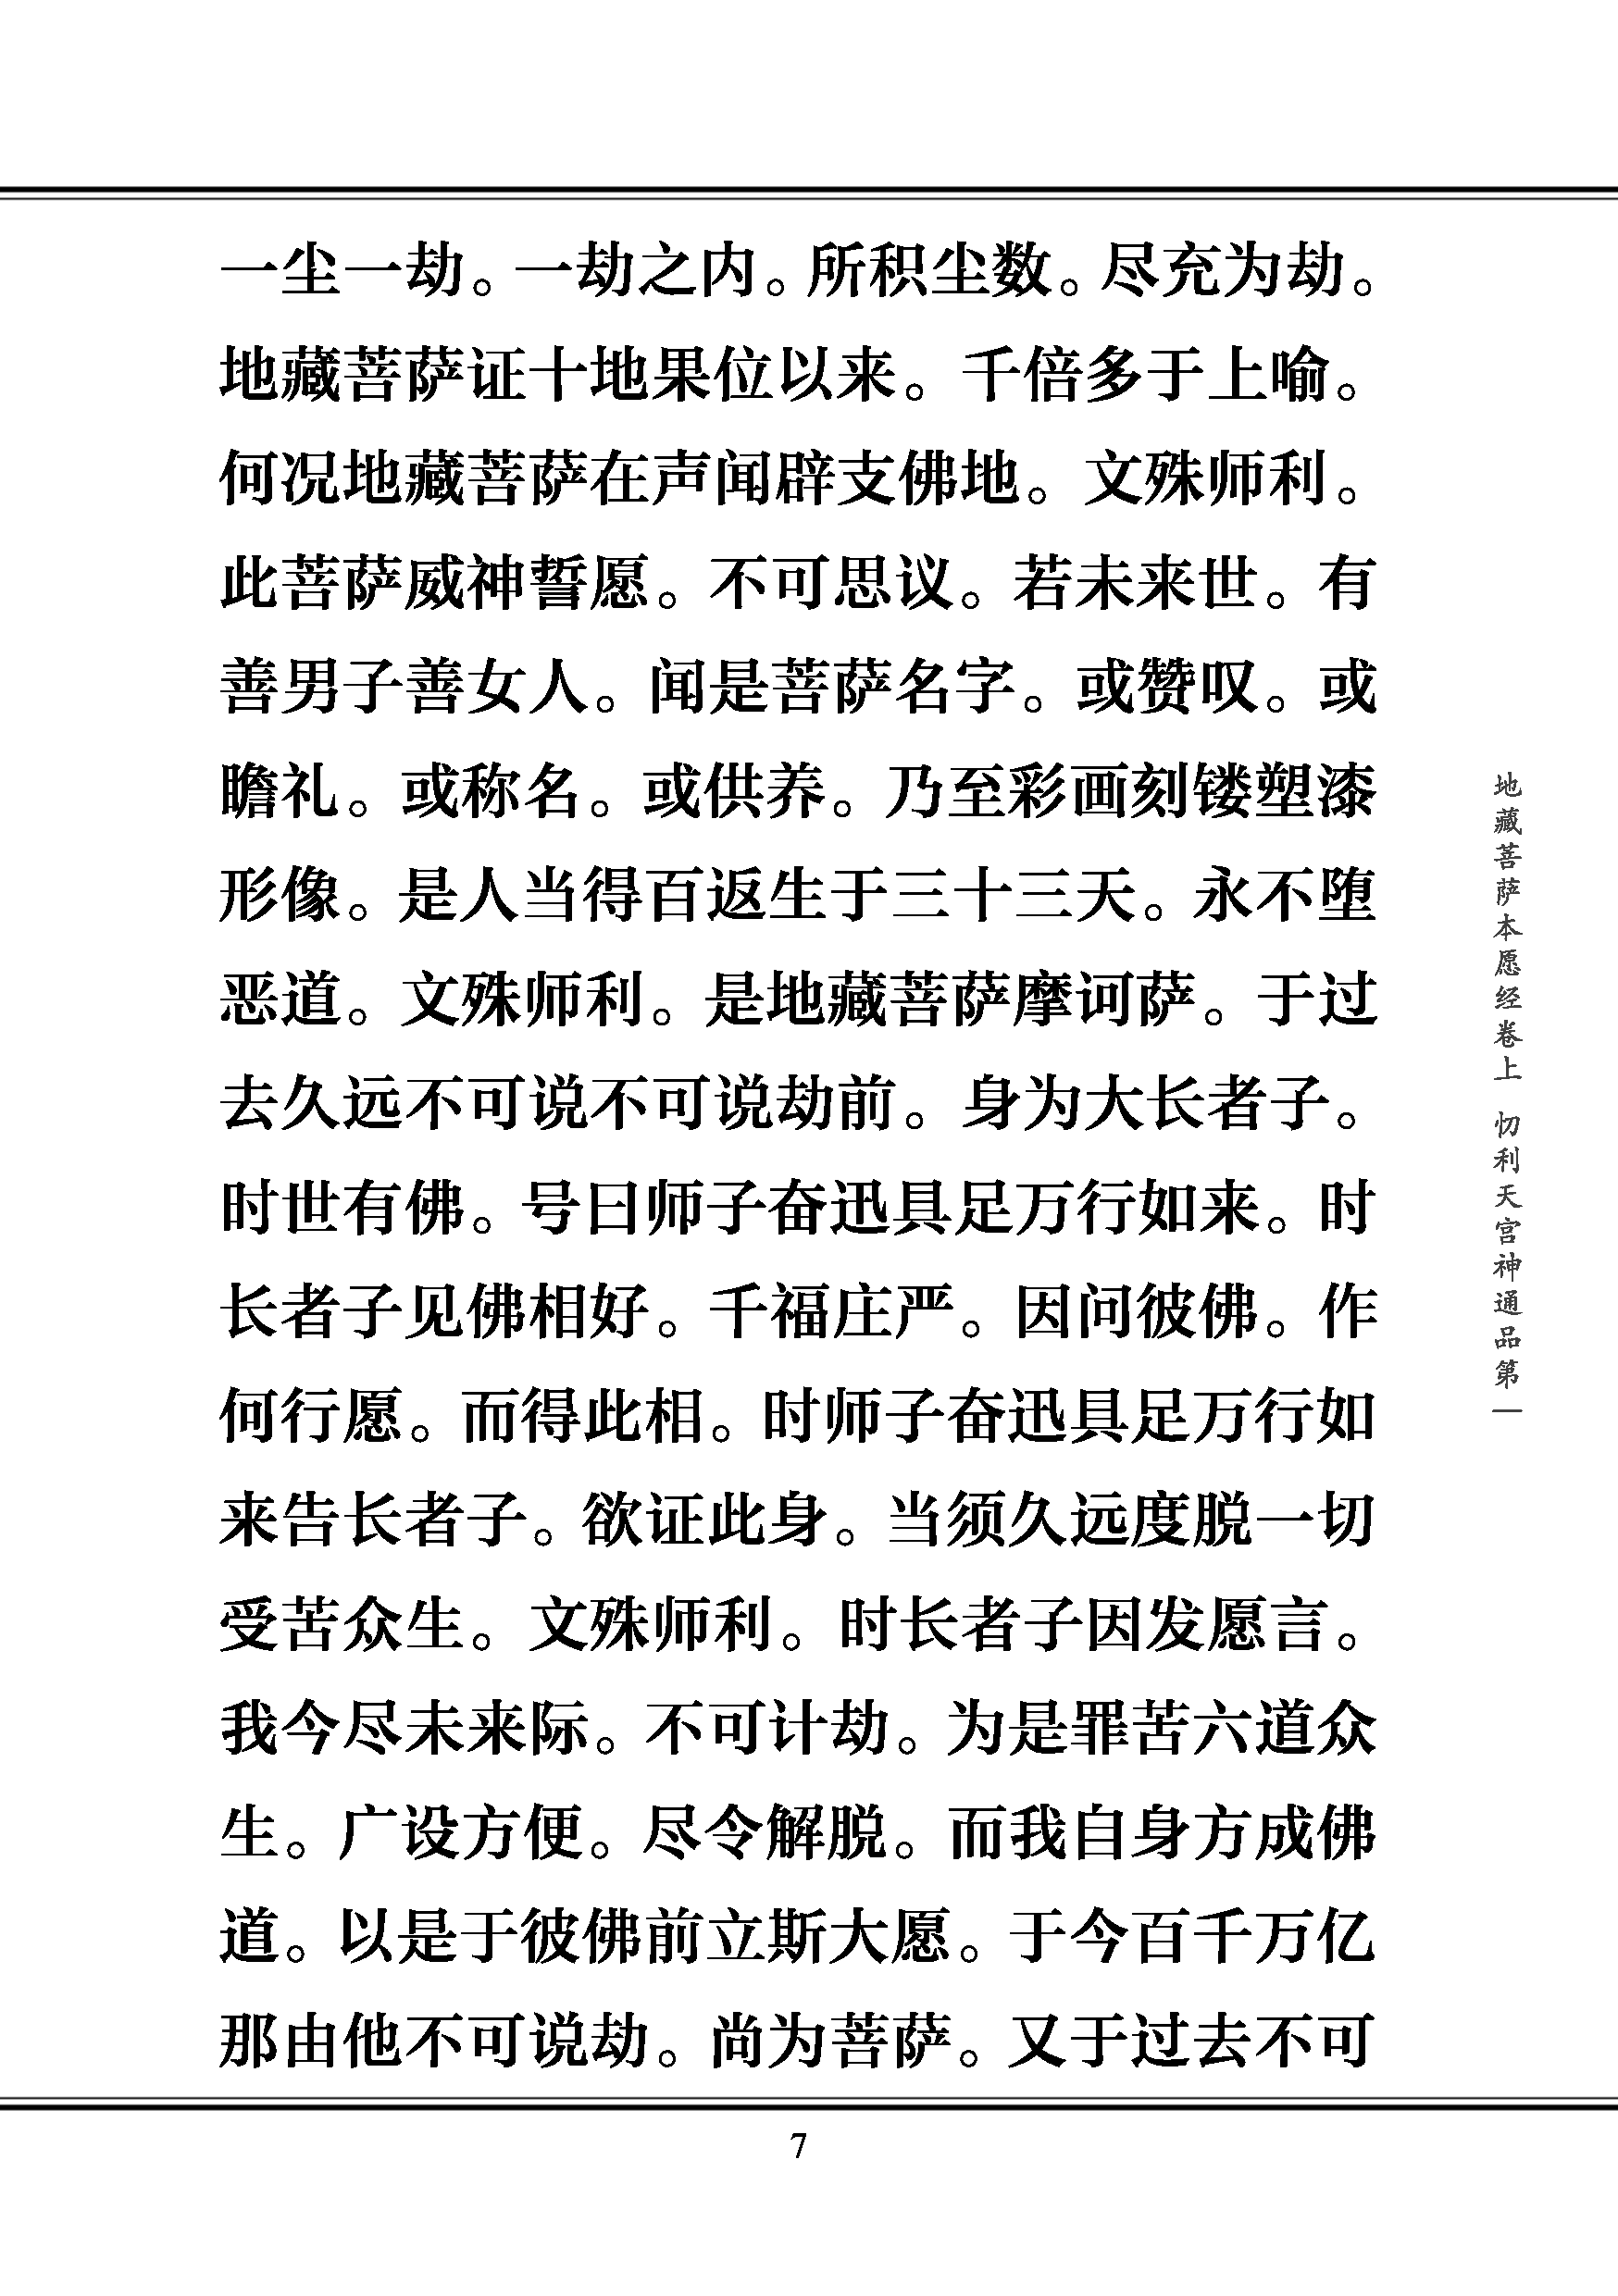 一尘一劫。一劫之内。所积尘数。尽充为劫。
地藏菩萨证十地果位以来。千倍多于上喻。
何况地藏菩萨在声闻辟支佛地。文殊师利。
此菩萨威神誓愿。不可思议。若未来世。有
善男子善女人。闻是菩萨名字。或赞叹。或
瞻礼。或称名。或供养。乃至彩画刻镂塑漆
形像。是人当得百返生于三十三天。永不堕
恶道。文殊师利。是地藏菩萨摩诃萨。于过
去久远不可说不可说劫前。身为大长者子。
时世有佛。号曰师子奋迅具足万行如来。时
长者子见佛相好。千福庄严。因问彼佛。作
何行愿。而得此相。时师子奋迅具足万行如
来告长者子。欲证此身。当须久远度脱一切
受苦众生。文殊师利。时长者子因发愿言。
我今尽未来际。不可计劫。为是罪苦六道众
生。广设方便。尽令解脱。而我自身方成佛
道。以是于彼佛前立斯大愿。于今百千万亿
那由他不可说劫。尚为菩萨。又于过去不可
地藏菩萨本愿经卷上 忉利天宫神通品第一
7